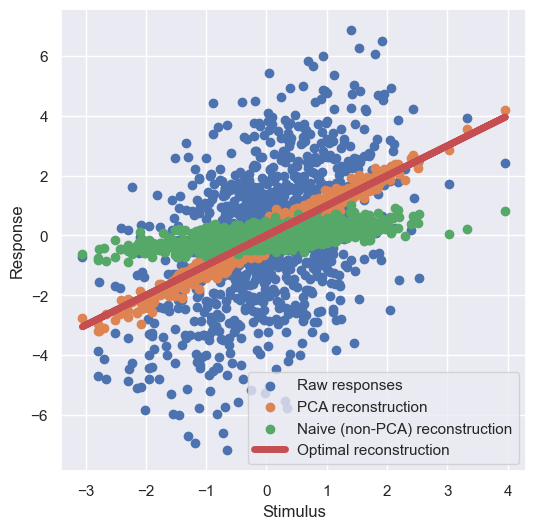 6
4
2
0
−2
−4
−6
Response
Raw responses
PCA reconstruction
Naive (non-PCA) reconstruction
Optimal reconstruction
−3 −2 −1 0 1 2 3 4
Stimulus